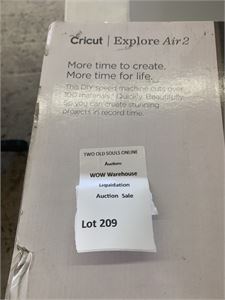 Cricut | Explore Air 2
More time to create.
More time for life.
This DIY speed machine cuts over
100 materials. Quickly. Beautifully.
So you can create stunning
projects in record time.
TWO OLD SOULS ONLINE
Auctions
WOW Warehouse
Liquidation
Auction Sale
Lot 209